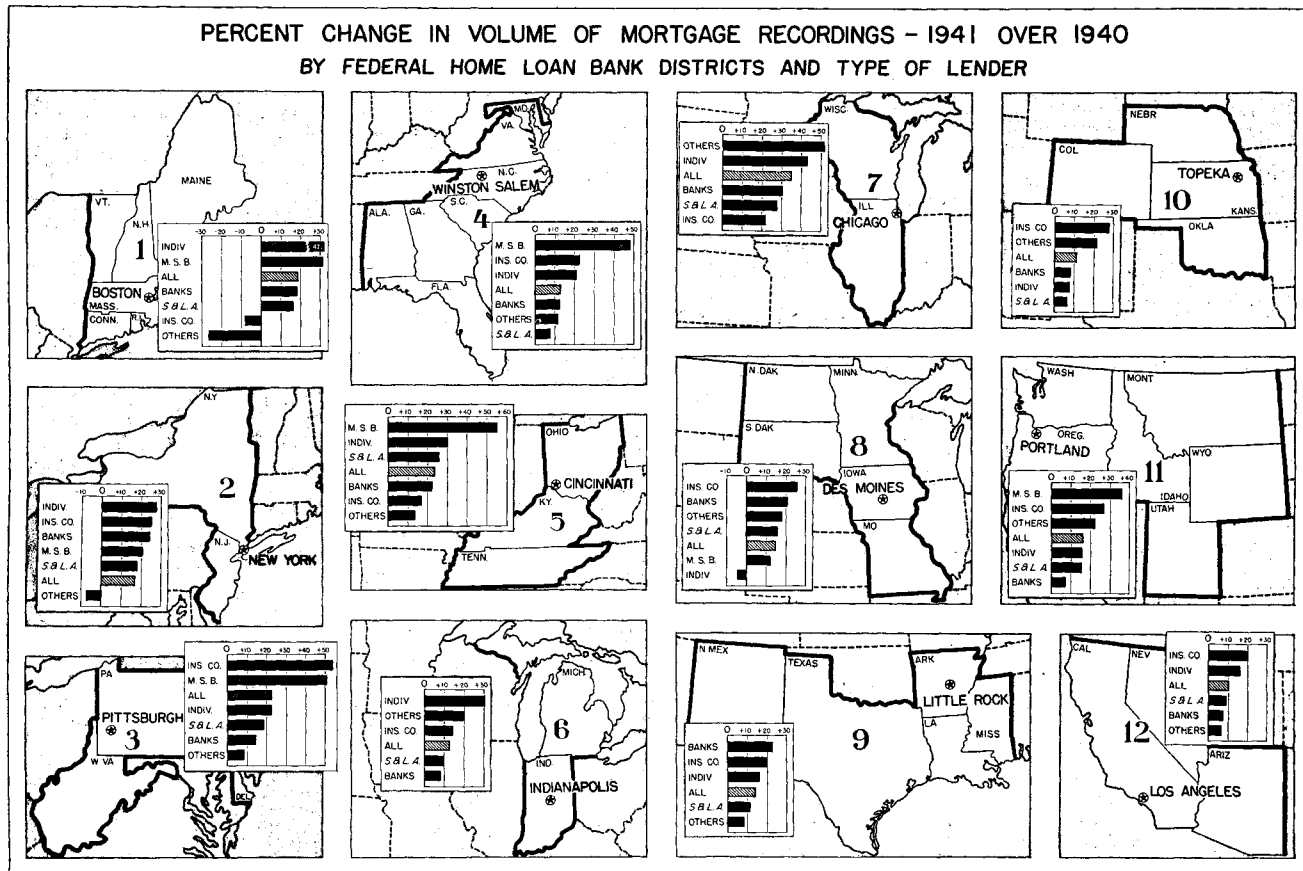 PERCENT CHANGE IN VOLUME OF MORTGAGE RECORDINGS - 1941 OVER 1940
BY FEDERAL HOME LOAN BANK DISTRICTS AND TYPE OF LENDER
MAINE
VT.
N.H.
1
BOSTON
MASS.
CONN.
R.I.
-30 0 +10 +20 +30
INDIV
M.S.B.
ALL
BANKS
S.&L.A.
INS. CO.
OTHERS
MD.
VA.
N.C.
WINSTON SALEM
S.C.
ALA.
GA.
4
FLA.
0 +10 +20 +30 +40 +50
M.S.B.
INS. CO.
INDIV
ALL
BANKS
OTHERS
S.&L.A.
WISC.
7
ILL
CHICAGO
0 +10 +20 +30 +40 +50
OTHERS
INDIV
ALL
BANKS
S.&L.A.
INS. CO.
NEBR
COL
TOPEKA
10
KANS.
OKLA
0 +10 +20 +30
INS CO
OTHERS
ALL
BANKS
INDIV
S.&L.A.
N.Y
2
N.J.
NEW YORK
-10 0 +10 +20 +30
INDIV.
INS. CO.
BANKS
M.S.B.
S.&L.A.
ALL
OTHERS
OHIO
CINCINNATI
KY.
5
TENN.
0 +10 +20 +30 +40 +50 +60
M.S.B.
INDIV.
S.&L.A.
ALL
BANKS
INS. CO.
OTHERS
N. DAK
MINN.
S. DAK
8
IOWA
DES MOINES
MO
0 +10 +20 +30
INS CO
BANKS
OTHERS
S.&L.A.
ALL
M.S.B.
INDIV
WASH
MONT
OREG.
PORTLAND
11
WYO
IDAHO
UTAH
0 +10 +20 +30 +40
M.S.B.
INS. CO.
OTHERS
ALL
INDIV
S.&L.A.
BANKS
PA
PITTSBURGH
3
W VA
DEL
0 +10 +20 +30 +40 +50
INS CO.
M.S.B.
ALL
INDIV.
S.&L.A.
BANKS
OTHERS
MICH.
6
IND.
INDIANAPOLIS
0 +10 +20 +30
INDIV
OTHERS
INS CO
ALL
S.&L.A.
BANKS
N MEX
TEXAS
ARK
LITTLE ROCK
LA
MISS
9
0 +10 +20 +30
BANKS
INS CO.
INDIV
ALL
S.&L.A.
OTHERS
CAL
NEV
12
ARIZ
LOS ANGELES
0 +10 +20 +30
INS CO.
INDIV
ALL
S.&L.A.
BANKS
OTHERS